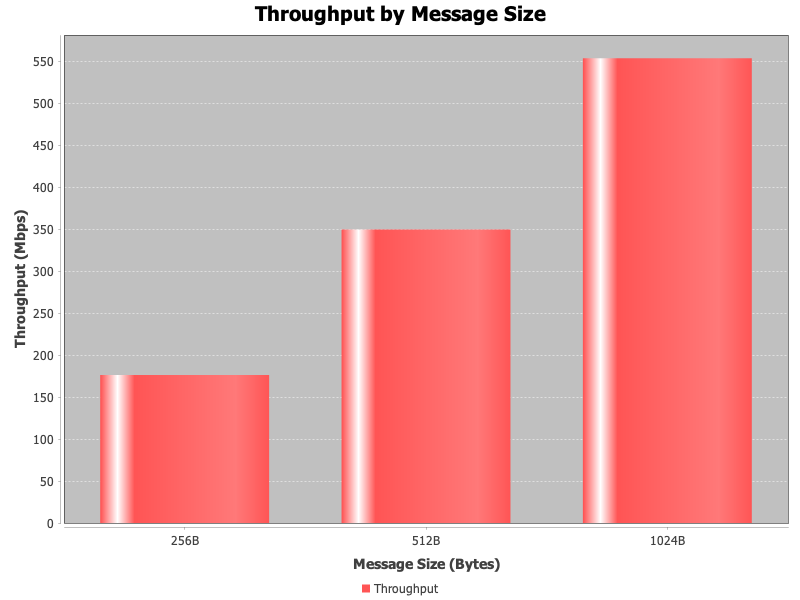 Throughput by Message Size
Throughput (Mbps)
550
500
450
400
350
300
250
200
150
100
50
0
256B 512B 1024B
Message Size (Bytes)
Throughput